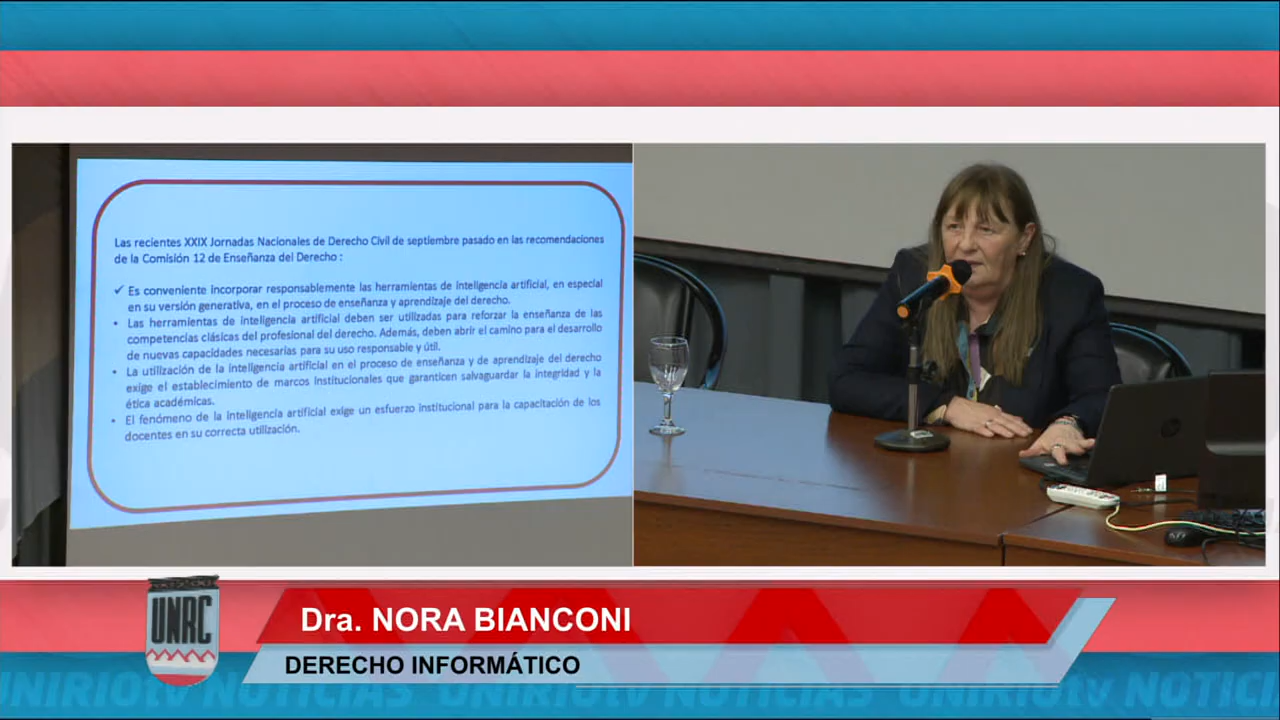 Las recientes XXIX Jornadas Nacionales de Derecho Civil de septiembre pasado en las recomendaciones
de la Comisión 12 de Enseñanza del Derecho :
✓ Es conveniente incorporar responsablemente las herramientas de inteligencia artificial, en especial
en su versión generativa, en el proceso de enseñanza y aprendizaje del derecho.
• Las herramientas de inteligencia artificial deben ser utilizadas para reforzar la enseñanza de las
competencias clásicas del profesional del derecho. Además, deben abrir el camino para el desarrollo
de nuevas capacidades necesarias para su uso responsable y útil.
• La utilización de la inteligencia artificial en el proceso de enseñanza y de aprendizaje del derecho
exige el establecimiento de marcos institucionales que garanticen salvaguardar la integridad y la
ética académicas.
• El fenómeno de la inteligencia artificial exige un esfuerzo institucional para la capacitación de los
docentes en su correcta utilización.
UNRC
Dra. NORA BIANCONI
DERECHO INFORMÁTICO
UNIRIOtv NOTICIAS UNIRIOtv NOTICIAS UNIRIOtv NOTICI